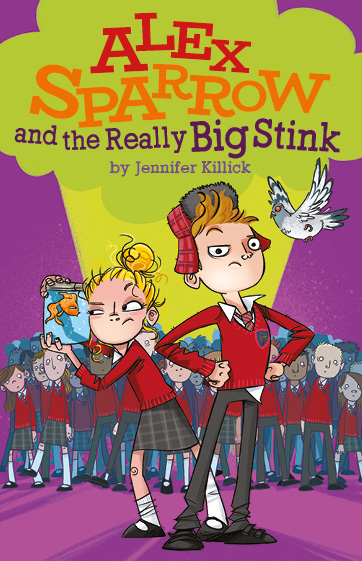 ALEX
SPARROW
and the Really Big Stink
by Jennifer Killick